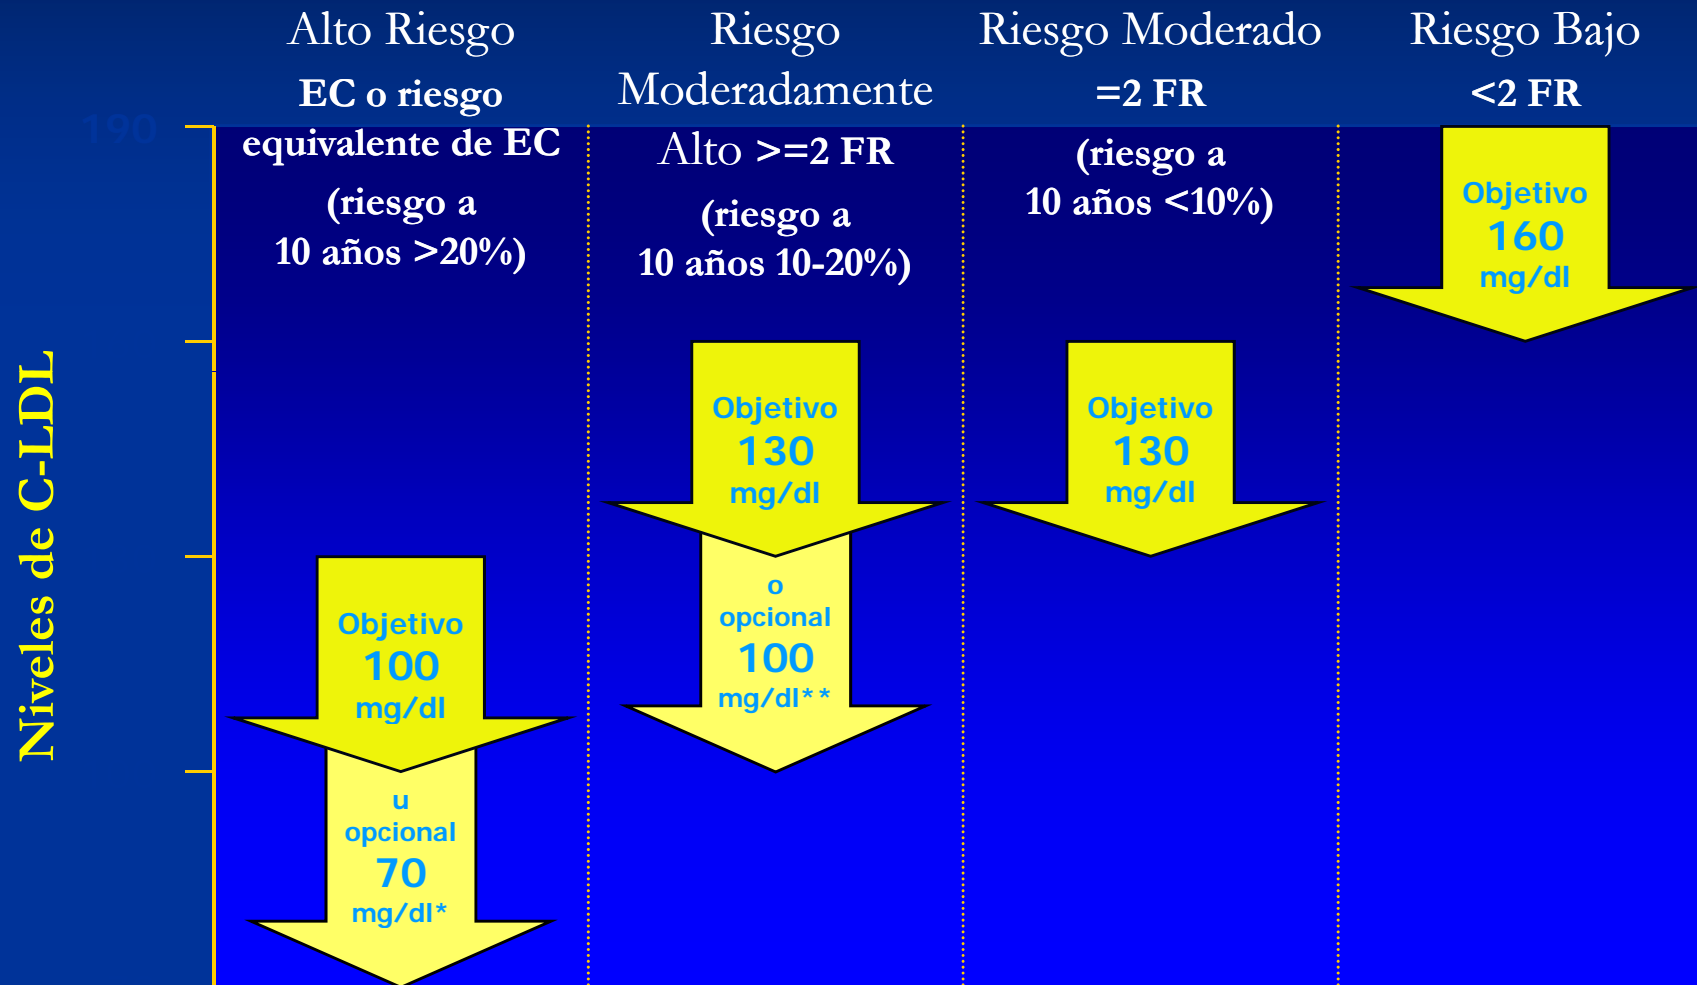 Alto Riesgo
EC o riesgo
equivalente de EC
(riesgo a
10 años >20%)
Riesgo
Moderadamente
Alto >=2 FR
(riesgo a
10 años 10-20%)
Riesgo Moderado
=2 FR
(riesgo a
10 años <10%)
Riesgo Bajo
<2 FR
190
Niveles de C-LDL
Objetivo
100
mg/dl
u
opcional
70
mg/dl*
Objetivo
130
mg/dl
o
opcional
100
mg/dl**
Objetivo
130
mg/dl
Objetivo
160
mg/dl